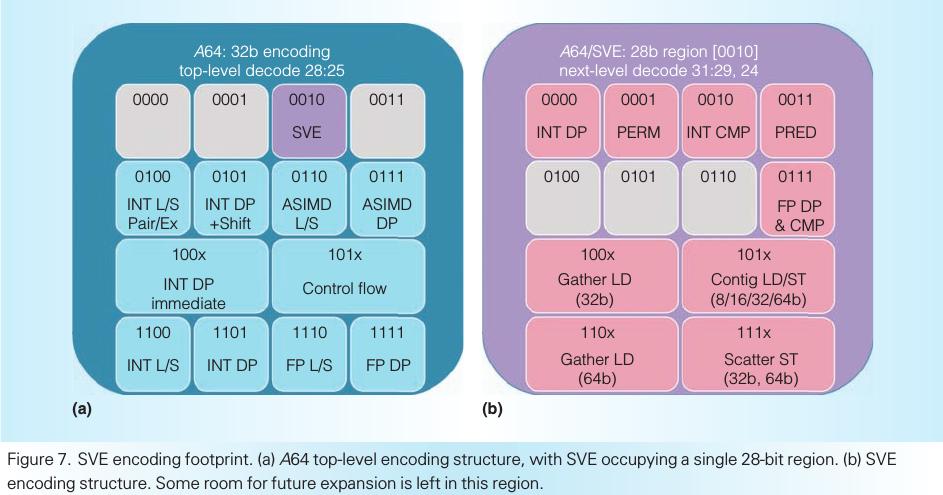 A64: 32b encoding
top-level decode 28:25
0000
0001
0010
SVE
0011
0100
INT L/S
Pair/Ex
0101
INT DP
+Shift
0110
ASIMD
L/S
0111
ASIMD
DP
100x
INT DP
immediate
101x
Control flow
1100
INT L/S
1101
INT DP
1110
FP L/S
1111
FP DP
(a)
A64/SVE: 28b region [0010]
next-level decode 31:29, 24
0000
INT DP
0001
PERM
0010
INT CMP
0011
PRED
0100
0101
0110
0111
FP DP
& CMP
100x
Gather LD
(32b)
101x
Contig LD/ST
(8/16/32/64b)
110x
Gather LD
(64b)
111x
Scatter ST
(32b, 64b)
(b)
Figure 7. SVE encoding footprint. (a) A64 top-level encoding structure, with SVE occupying a single 28-bit region. (b) SVE
encoding structure. Some room for future expansion is left in this region.